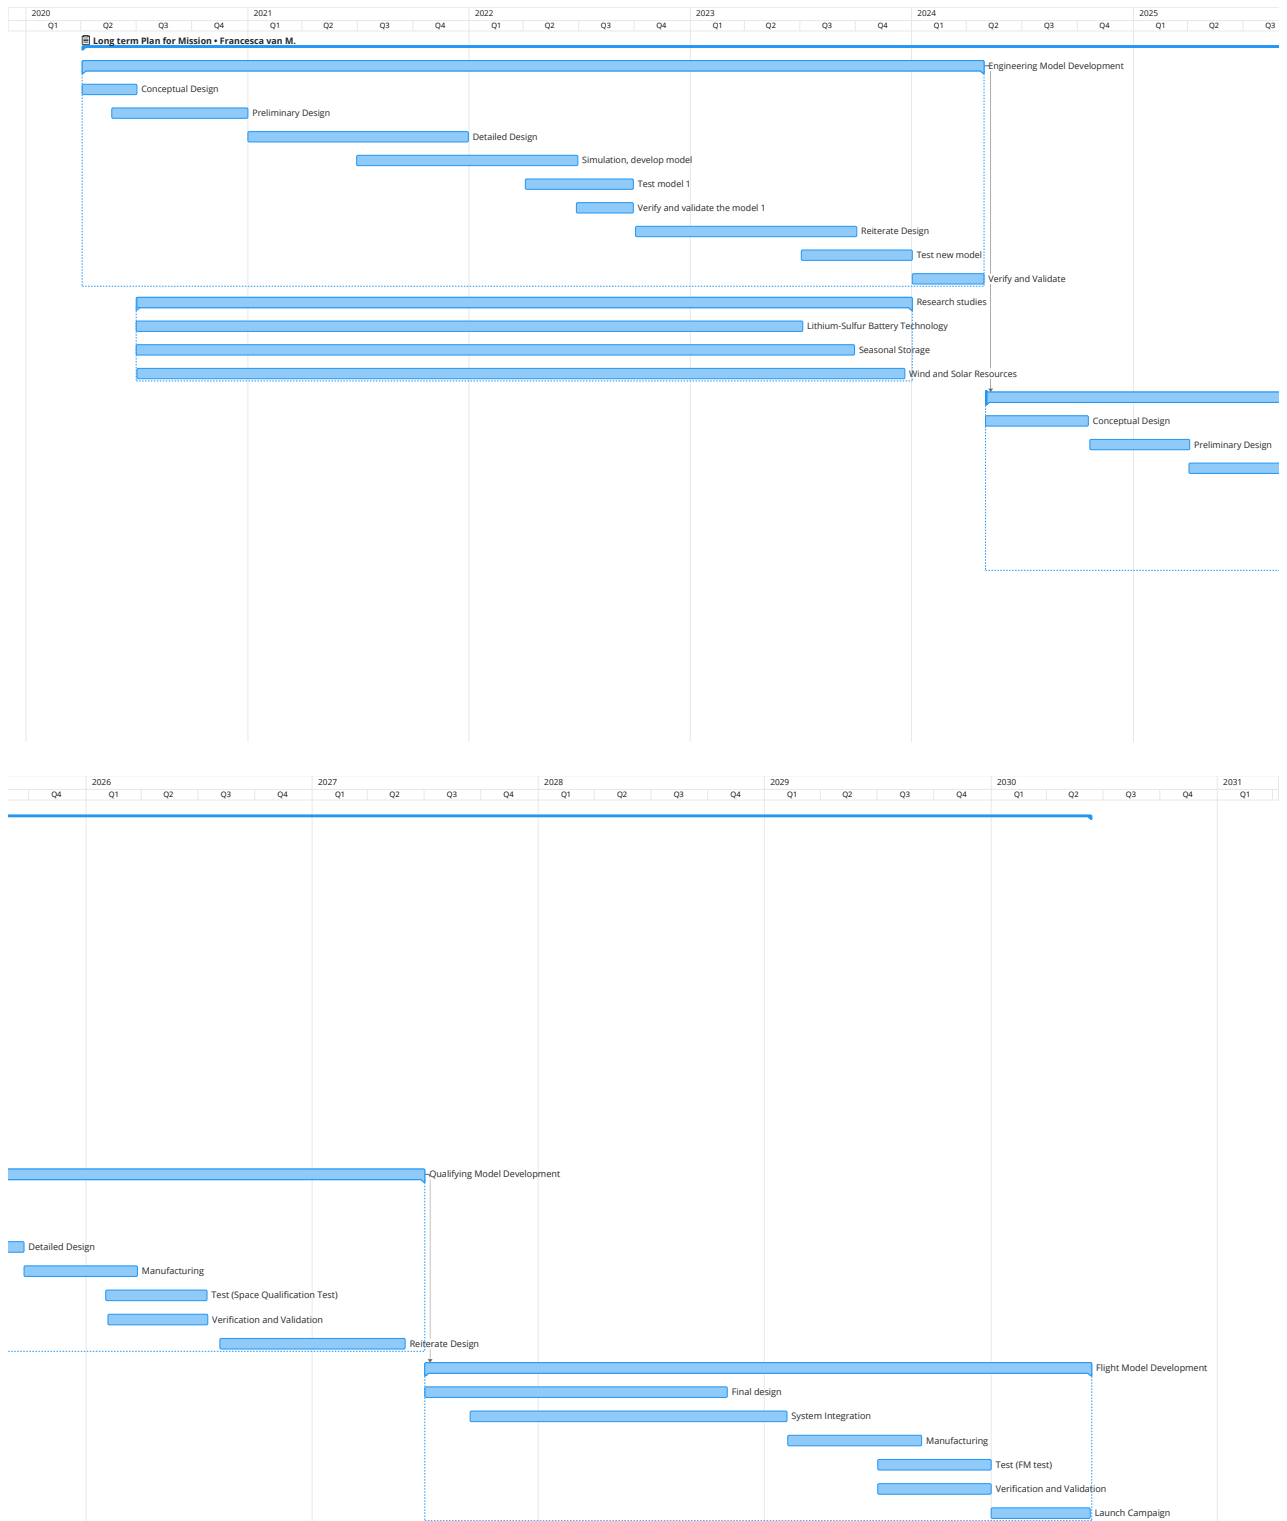 2020 2021 2022 2023 2024 2025
Q1 Q2 Q3 Q4 Q1 Q2 Q3 Q4 Q1 Q2 Q3 Q4 Q1 Q2 Q3 Q4 Q1 Q2 Q3 Q4 Q1 Q2 Q3
Long term Plan for Mission • Francesca van M.
Engineering Model Development
Conceptual Design
Preliminary Design
Detailed Design
Simulation, develop model
Test model 1
Verify and validate the model 1
Reiterate Design
Test new model
Verify and Validate
Research studies
Lithium-Sulfur Battery Technology
Seasonal Storage
Wind and Solar Resources
Conceptual Design
Preliminary Design
2026 2027 2028 2029 2030 2031
Q4 Q1 Q2 Q3 Q4 Q1 Q2 Q3 Q4 Q1 Q2 Q3 Q4 Q1 Q2 Q3 Q4 Q1 Q2 Q3 Q4 Q1
Qualifying Model Development
Detailed Design
Manufacturing
Test (Space Qualification Test)
Verification and Validation
Reiterate Design
Flight Model Development
Final design
System Integration
Manufacturing
Test (FM test)
Verification and Validation
Launch Campaign